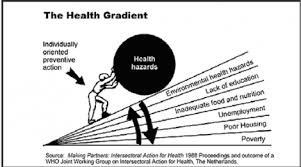 The Health Gradient
Individually
oriented
preventive
action
Health
hazards
Environmental health hazards
Lack of education
Inadequate food and nutrition
Unemployment
Poor Housing
Poverty
Source: Making Partners: Intersectoral Action for Health 1988 Proceedings and outcome of a
WHO Joint Working Group on Intersectoral Action for Health, The Netherlands.